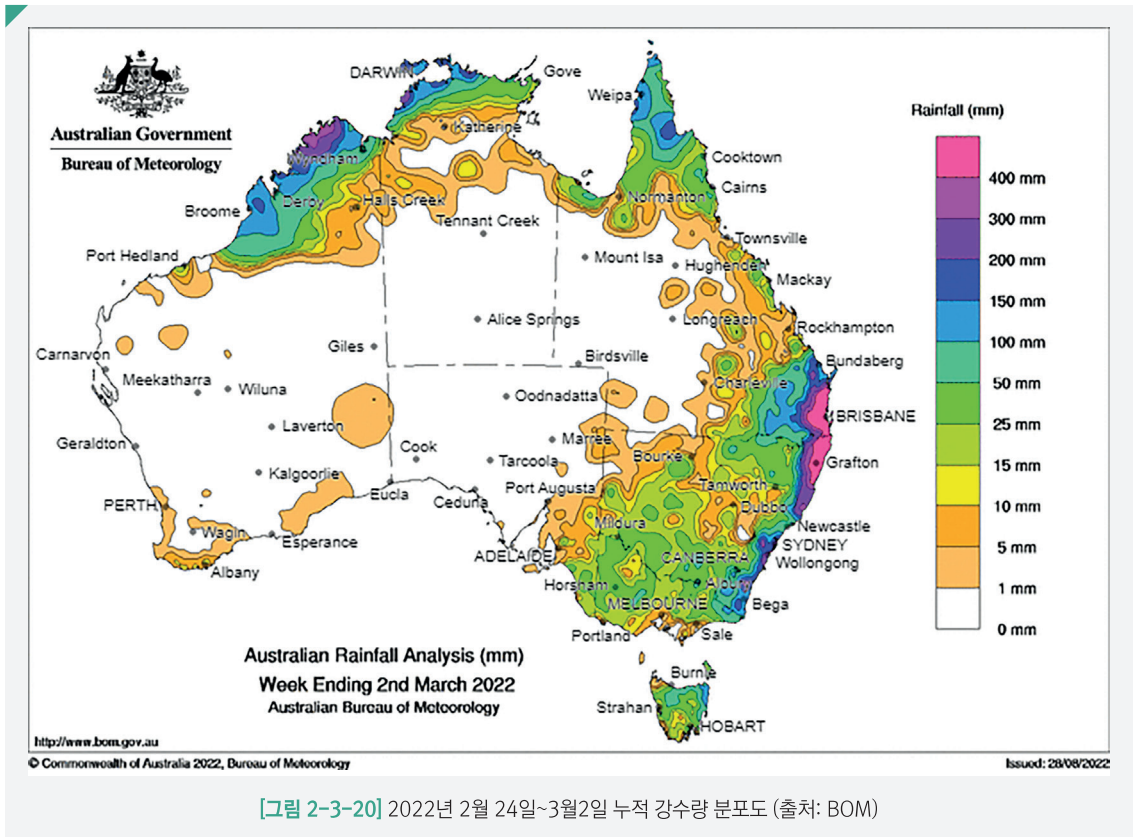 Australian Government
Bureau of Meteorology
DARWIN
Gove
Weipa
Katherine
Wyndham
Cooktown
Cairns
Broome
Derby
Halls Creek
Normanton
Tennant Creek
Townsville
Port Hedland
Mount Isa
Hughenden
Mackay
Alice Springs
Longreach
Rockhampton
Carnarvon
Giles
Birdsville
Bundaberg
Meekatharra
Wiluna
Oodnadatta
Charleville
BRISBANE
Geraldton
Laverton
Cook
Marree
Bourke
Grafton
Kalgoorlie
Tarcoola
Tamworth
PERTH
Eucla
Ceduna
Port Augusta
Dubbo
Wagin
Esperance
Mildura
Newcastle
SYDNEY
Albany
ADELAIDE
CANBERRA
Wollongong
Horsham
Albury
MELBOURNE
Bega
Portland
Sale
Burnie
Strahan
HOBART
Rainfall (mm)
400 mm
300 mm
200 mm
150 mm
100 mm
50 mm
25 mm
15 mm
10 mm
5 mm
1 mm
0 mm
Australian Rainfall Analysis (mm)
Week Ending 2nd March 2022
Australian Bureau of Meteorology
http://www.bom.gov.au
© Commonwealth of Australia 2022, Bureau of Meteorology
Issued: 28/08/2022
[그림 2-3-20] 2022년 2월 24일~3월2일 누적 강수량 분포도 (출처: BOM)